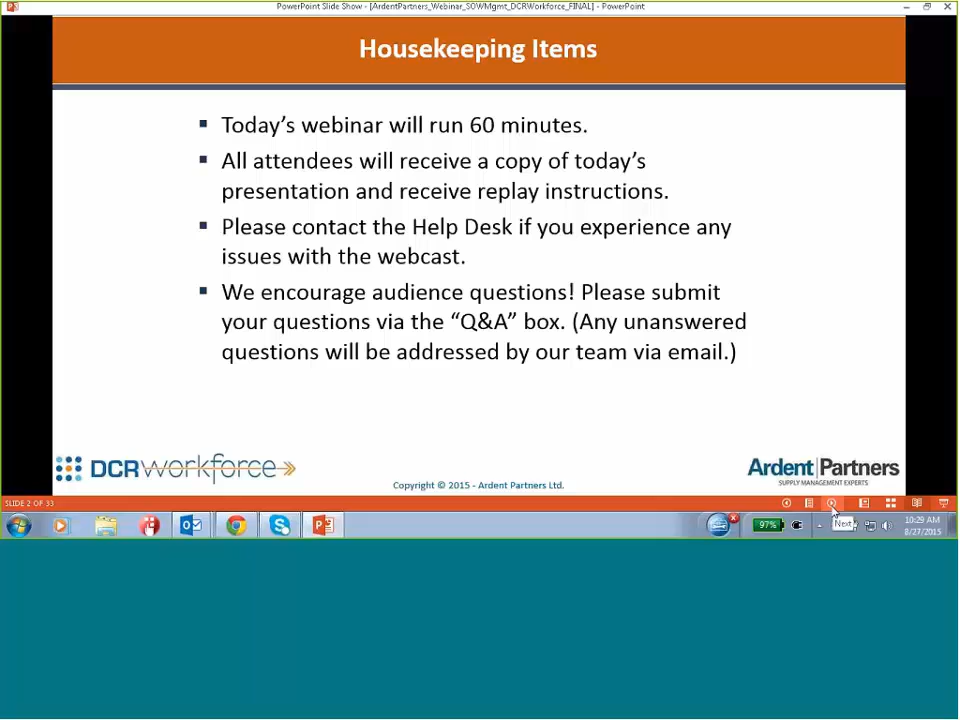 PowerPoint Slide Show - [ArdentPartners_Webinar_SOWMgmt_DCRWorkforce_FINAL] - PowerPoint
Housekeeping Items
▪ Today’s webinar will run 60 minutes.
▪ All attendees will receive a copy of today’s
presentation and receive replay instructions.
▪ Please contact the Help Desk if you experience any
issues with the webcast.
▪ We encourage audience questions! Please submit
your questions via the “Q&A” box. (Any unanswered
questions will be addressed by our team via email.)
DCRworkforce
Copyright © 2015 - Ardent Partners Ltd.
Ardent|Partners
SUPPLY MANAGEMENT EXPERTS
SLIDE 2 OF 33
97%
Next
10:29 AM
8/27/2015